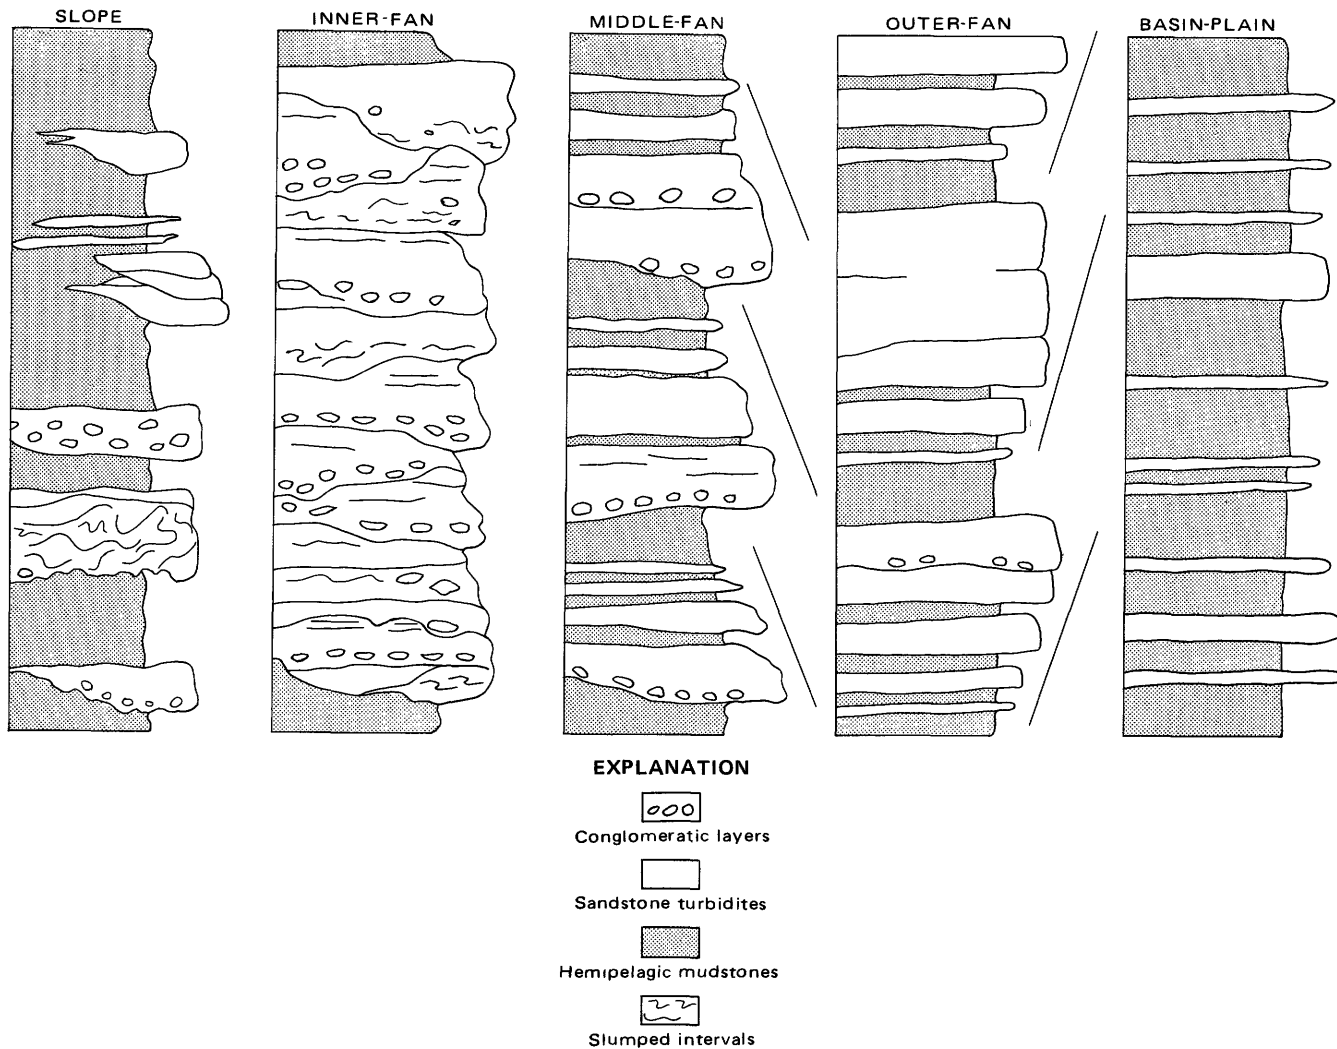 SLOPE
INNER-FAN
MIDDLE-FAN
OUTER-FAN
BASIN-PLAIN
EXPLANATION
Conglomeratic layers
Sandstone turbidites
Hemipelagic mudstones
Slumped intervals